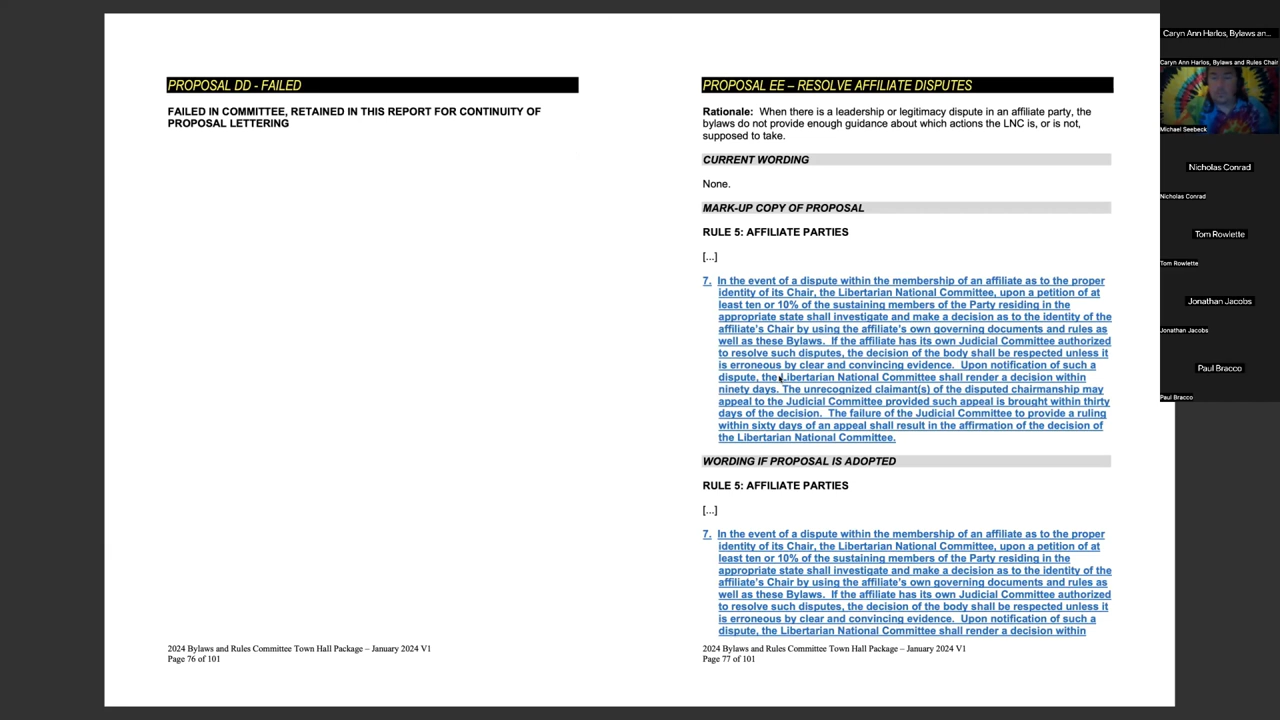 PROPOSAL DD - FAILED
FAILED IN COMMITTEE, RETAINED IN THIS REPORT FOR CONTINUITY OF
PROPOSAL LETTERING
2024 Bylaws and Rules Committee Town Hall Package – January 2024 V1
Page 76 of 101
PROPOSAL EE – RESOLVE AFFILIATE DISPUTES
Rationale: When there is a leadership or legitimacy dispute in an affiliate party, the
bylaws do not provide enough guidance about which actions the LNC is, or is not,
supposed to take.
CURRENT WORDING
None.
MARK-UP COPY OF PROPOSAL
RULE 5: AFFILIATE PARTIES
[...]
7. In the event of a dispute within the membership of an affiliate as to the proper
identity of its Chair, the Libertarian National Committee, upon a petition of at
least ten or 10% of the sustaining members of the Party residing in the
appropriate state shall investigate and make a decision as to the identity of the
affiliate's Chair by using the affiliate's own governing documents and rules as
well as these Bylaws. If the affiliate has its own Judicial Committee authorized
to resolve such disputes, the decision of the body shall be respected unless it
is erroneous by clear and convincing evidence. Upon notification of such a
dispute, the Libertarian National Committee shall render a decision within
ninety days. The unrecognized claimant(s) of the disputed chairmanship may
appeal to the Judicial Committee provided such appeal is brought within thirty
days of the decision. The failure of the Judicial Committee to provide a ruling
within sixty days of an appeal shall result in the affirmation of the decision of
the Libertarian National Committee.
WORDING IF PROPOSAL IS ADOPTED
RULE 5: AFFILIATE PARTIES
[...]
7. In the event of a dispute within the membership of an affiliate as to the proper
identity of its Chair, the Libertarian National Committee, upon a petition of at
least ten or 10% of the sustaining members of the Party residing in the
appropriate state shall investigate and make a decision as to the identity of the
affiliate's Chair by using the affiliate's own governing documents and rules as
well as these Bylaws. If the affiliate has its own Judicial Committee authorized
to resolve such disputes, the decision of the body shall be respected unless it
is erroneous by clear and convincing evidence. Upon notification of such a
dispute, the Libertarian National Committee shall render a decision within
2024 Bylaws and Rules Committee Town Hall Package – January 2024 V1
Page 77 of 101
Caryn Ann Harlos, Bylaws an...
Caryn Ann Harlos, Bylaws and Rules Chair
Michael Seebeck
Nicholas Conrad
Nicholas Conrad
Tom Rowlette
Tom Rowlette
Jonathan Jacobs
Jonathan Jacobs
Paul Bracco
Paul Bracco